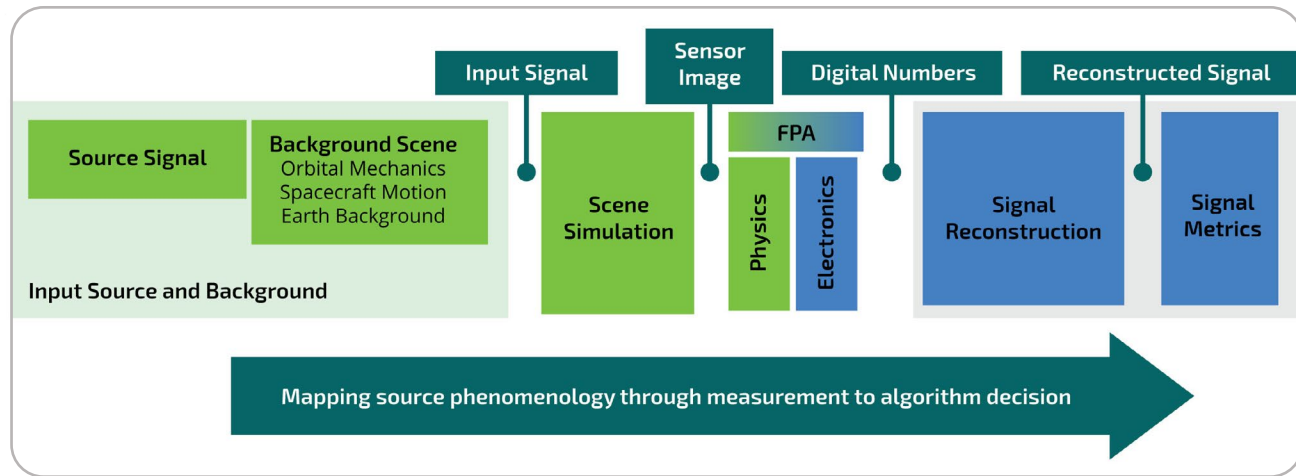 Input Signal
Sensor
Image
Digital Numbers
Reconstructed Signal
Source Signal
Background Scene
Orbital Mechanics
Spacecraft Motion
Earth Background
Input Source and Background
Scene
Simulation
FPA
Physics
Electronics
Signal
Reconstruction
Signal
Metrics
Mapping source phenomenology through measurement to algorithm decision